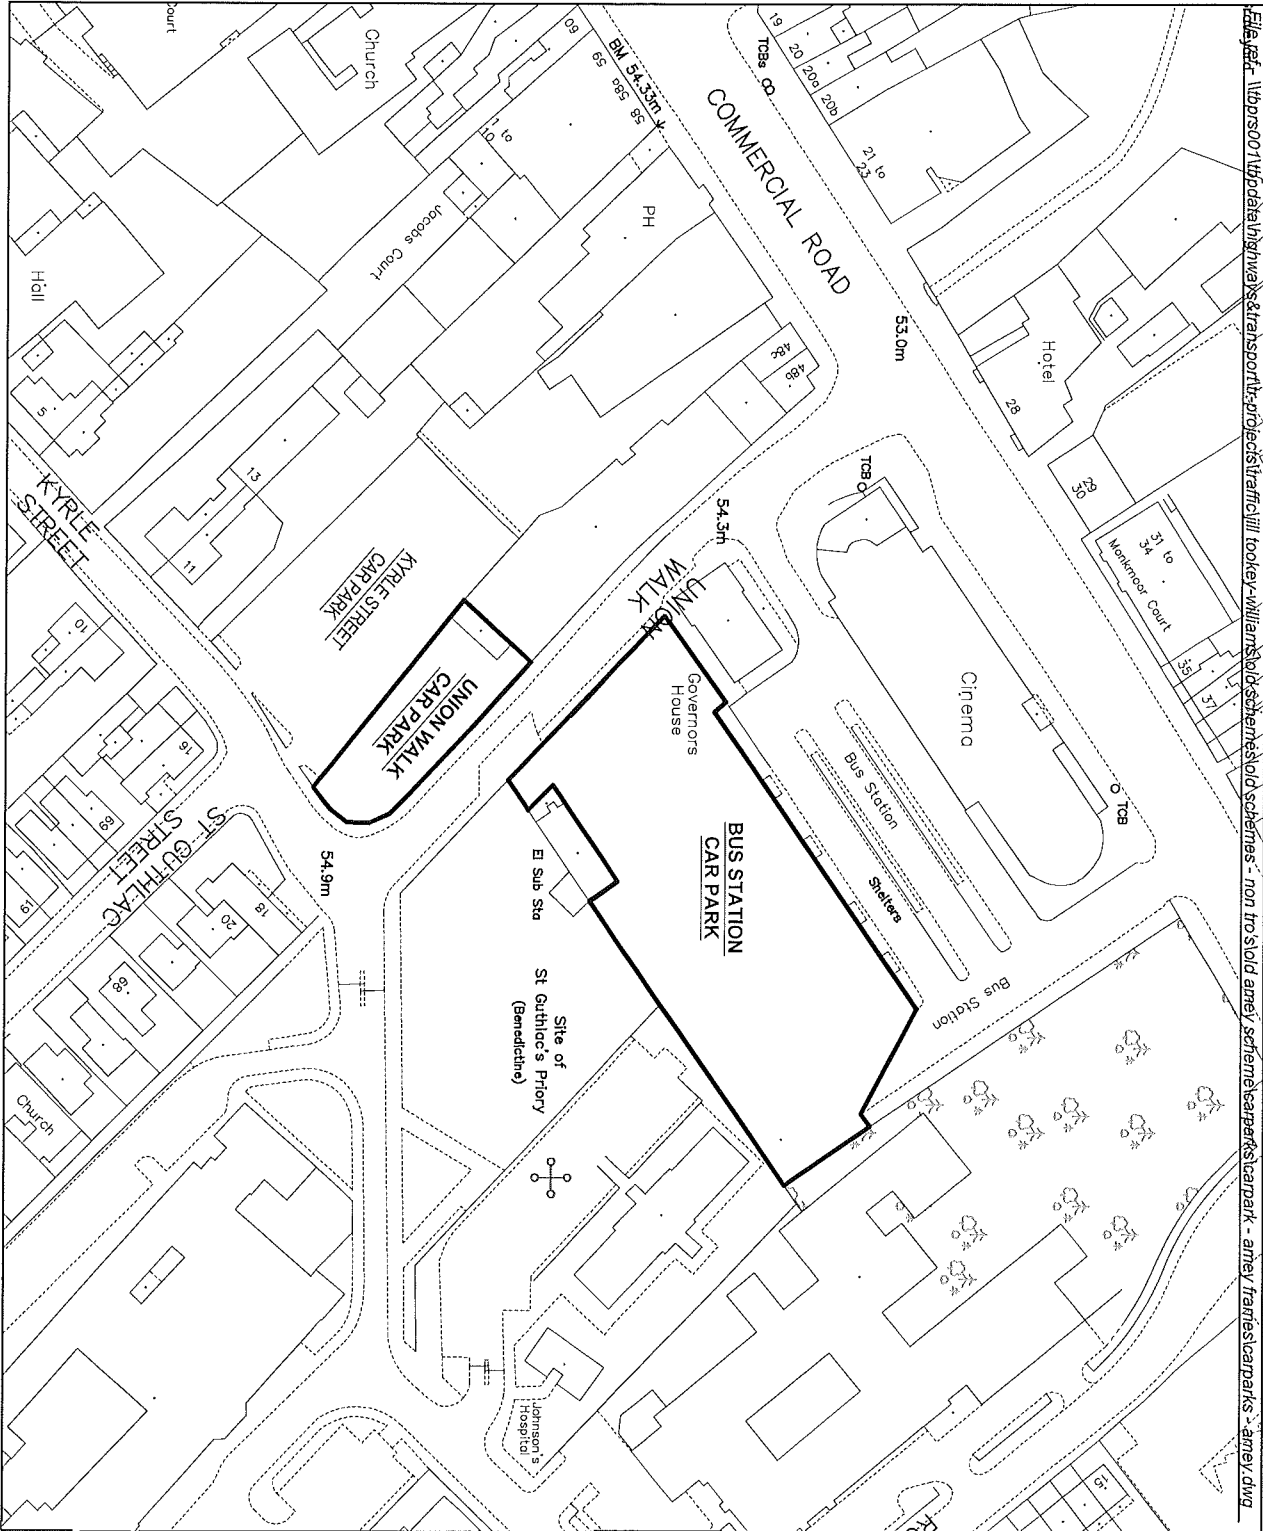 File ref:- \\tbprs001\tbpdata\highways&transport\tr-projects\traffic\jill tookey-williams\old schemes\old schemes - non tro's\old amey scheme\carparks\carpark - amey frames\carparks - amey.dwg
Court
Church
60
59
58a
58
BM 54.33m
1 to
10
Jacobs Court
PH
Hall
5
13
11
COMMERCIAL ROAD
TCBs
19
20
20a
20b
21 to
23
53.0m
Hotel
28
29
30
31 to
34
Monkmoor Court
35
37
48c
48b
TCB
54.3m
UNION
WALK
Governors
House
Cinema
TCB
Bus Station
Shelters
Bus Station
BUS STATION
CAR PARK
KYRLE STREET
CAR PARK
UNION WALK
CAR PARK
KYRLE
STREET
10
16
69
61
ST GUTHLAC
STREET
54.9m
18
20
68
Church
El Sub Sta
Site of
St Guthlac's Priory
(Benedictine)
Johnson's
Hospital
15